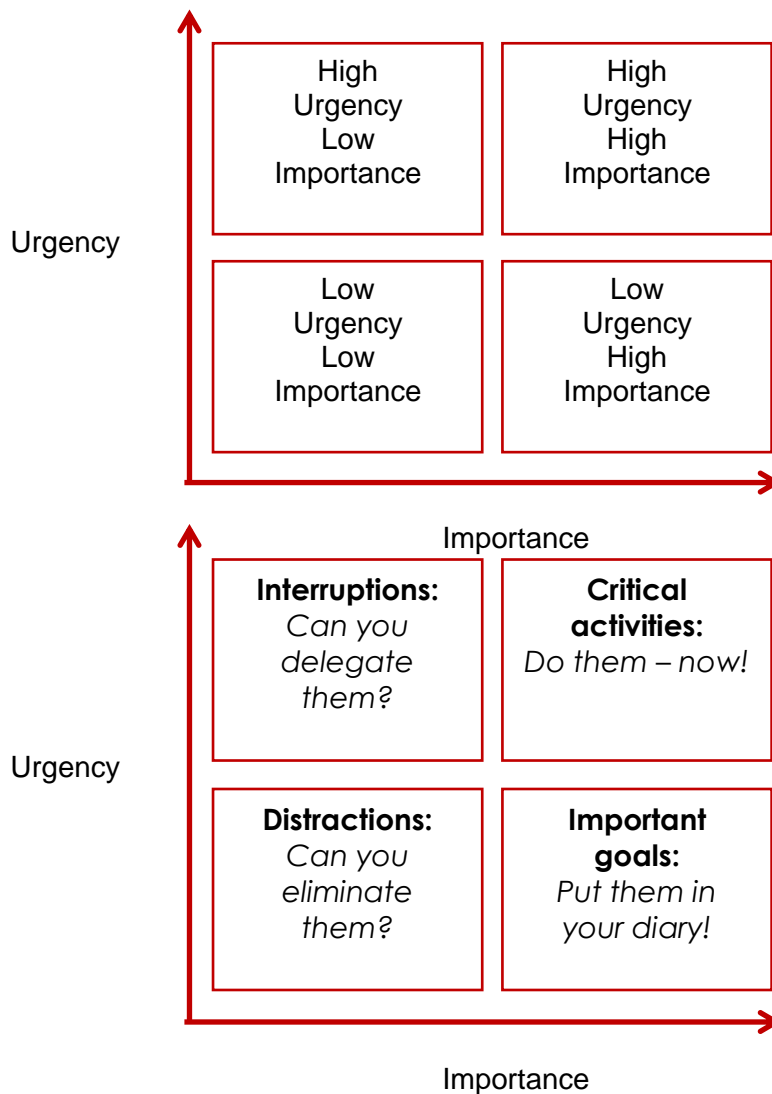 High
Urgency
Low
Importance
High
Urgency
High
Importance
Urgency
Low
Urgency
Low
Importance
Low
Urgency
High
Importance
Importance
Interruptions:
Can you
delegate
them?
Critical
activities:
Do them – now!
Urgency
Distractions:
Can you
eliminate
them?
Important
goals:
Put them in
your diary!
Importance